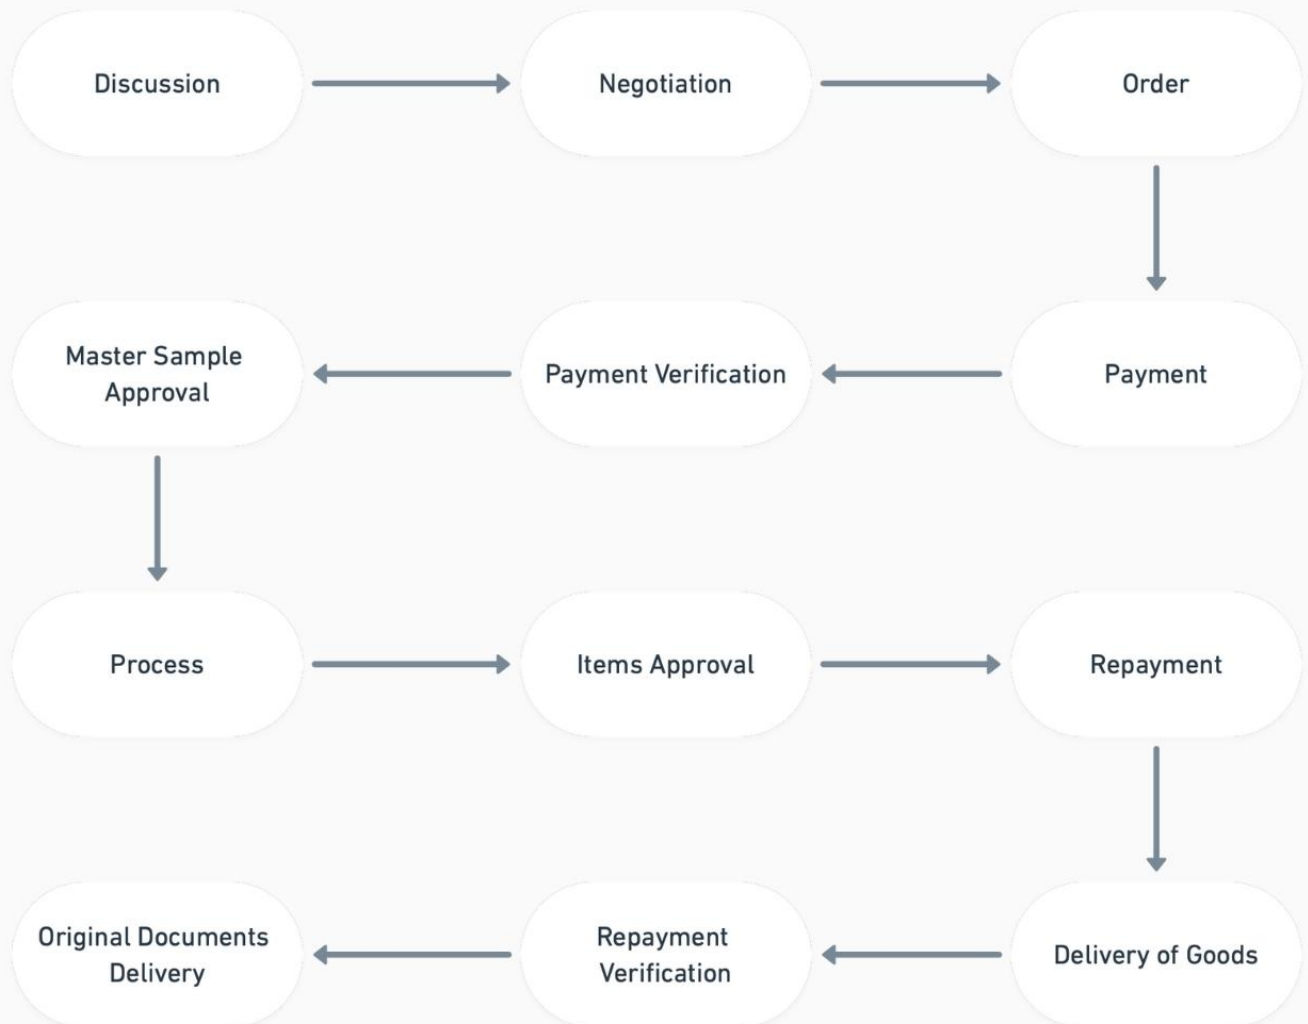 Discussion
Negotiation
Order
Payment
Payment Verification
Master Sample
Approval
Process
Items Approval
Repayment
Delivery of Goods
Repayment
Verification
Original Documents
Delivery